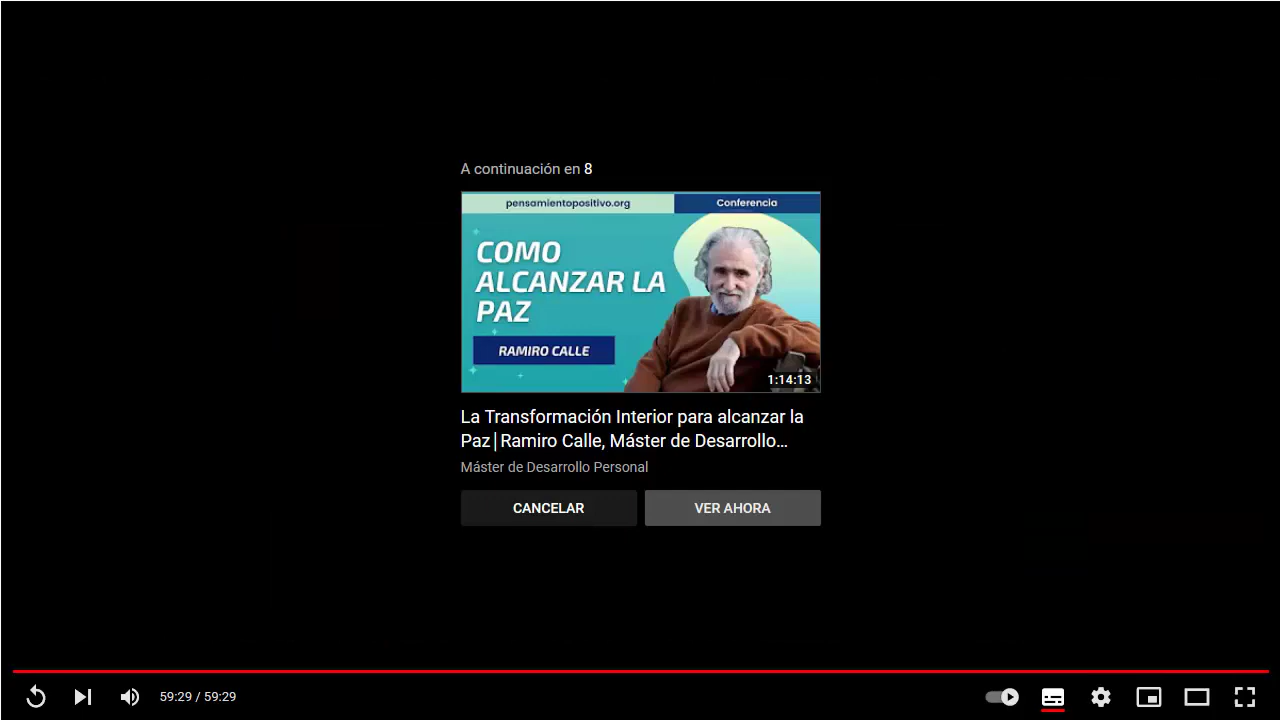 A continuación en 8
pensamientopositivo.org
Conferencia
COMO
ALCANZAR LA
PAZ
RAMIRO CALLE
1:14:13
La Transformación Interior para alcanzar la
Paz│Ramiro Calle, Máster de Desarrollo...
Máster de Desarrollo Personal
CANCELAR
VER AHORA
59:29 / 59:29